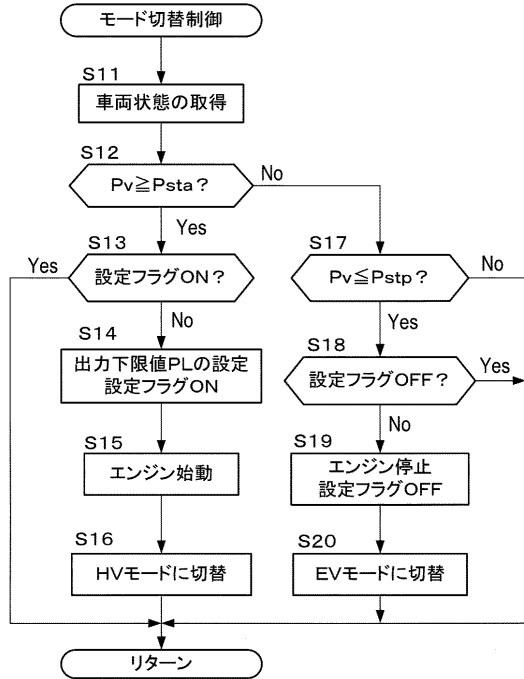 モード切替制御
S11
車両状態の取得
S12
Pv≧Psta?
No
Yes
S13
Yes
設定フラグON?
No
S14
出力下限値PLの設定
設定フラグON
S15
エンジン始動
S16
HVモードに切替
S17
Pv≦Pstp?
No
Yes
S18
設定フラグOFF?
Yes
No
S19
エンジン停止
設定フラグOFF
S20
EVモードに切替
リターン